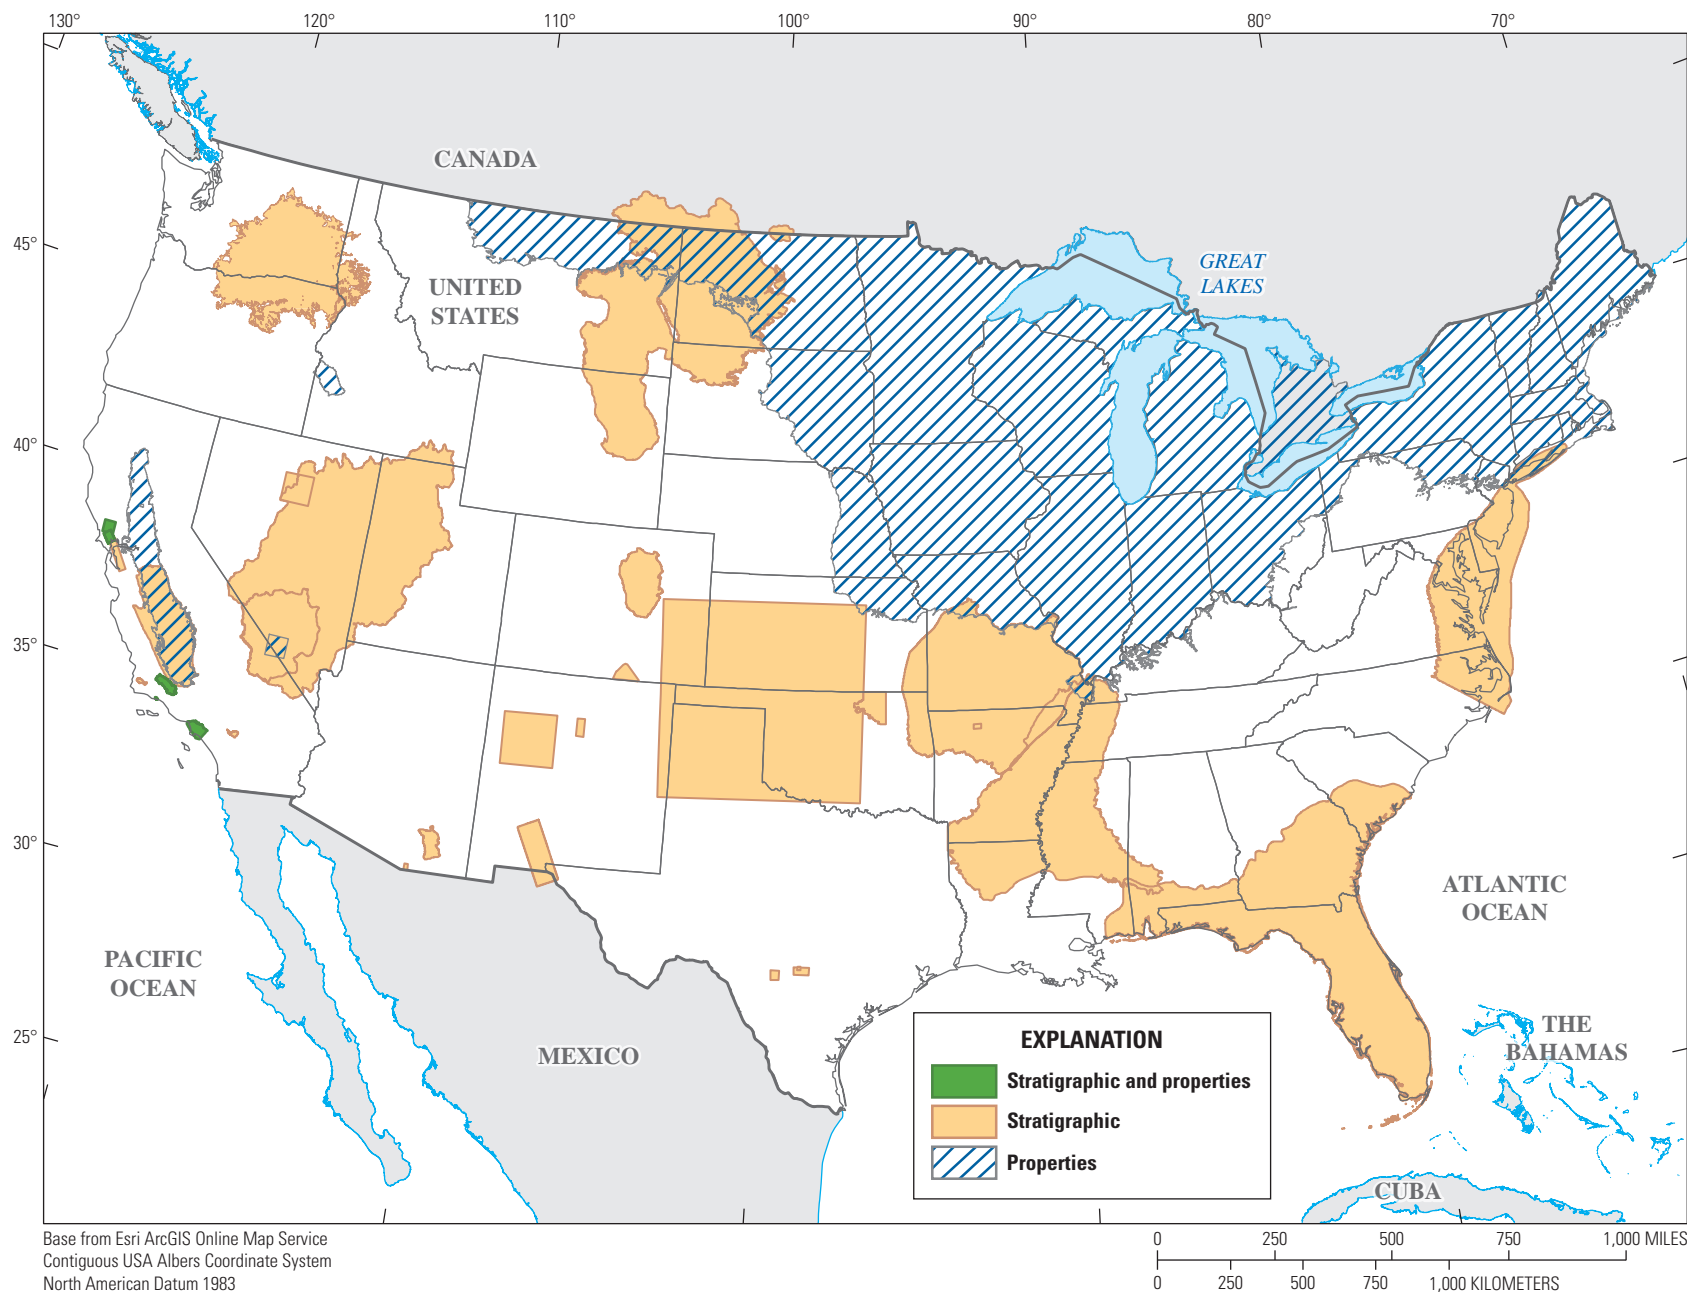 130° 120° 110° 100° 90° 80° 70°
CANADA
45°
GREAT
LAKES
UNITED
STATES
40°
35°
30°
ATLANTIC
OCEAN
PACIFIC
OCEAN
25°
MEXICO
THE
BAHAMAS
EXPLANATION
Stratigraphic and properties
Stratigraphic
Properties
CUBA
Base from Esri ArcGIS Online Map Service
Contiguous USA Albers Coordinate System
North American Datum 1983
0 250 500 750 1,000 MILES
0 250 500 750 1,000 KILOMETERS